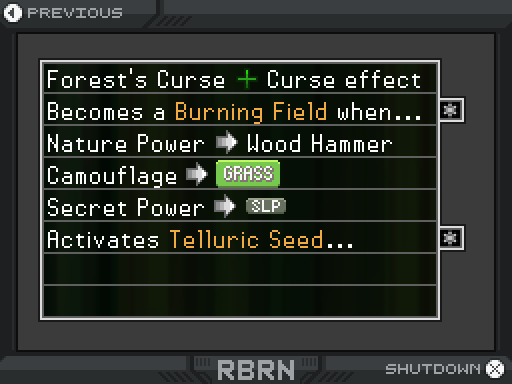 PREVIOUS
Forest's Curse + Curse effect
Becomes a Burning Field when...
Nature Power ➡ Wood Hammer
Camouflage ➡ GRASS
Secret Power ➡ SLP
Activates Telluric Seed...
RBRN
SHUTDOWN